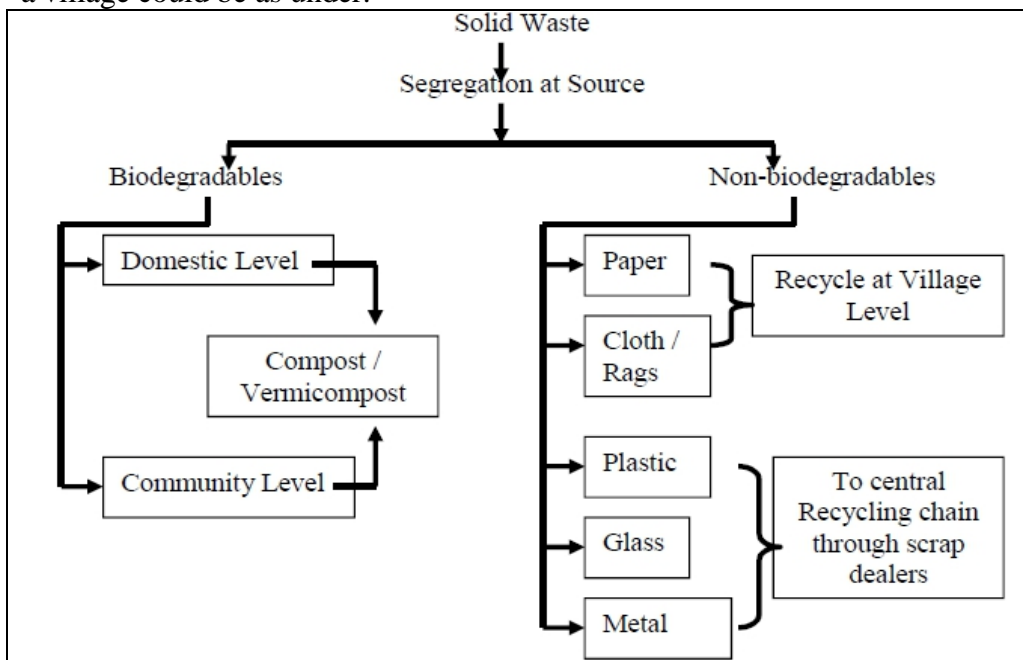 a village could be as under:
Solid Waste
Segregation at Source
Biodegradables
Non-biodegradables
Domestic Level
Compost /
Vermicompost
Community Level
Paper
Cloth /
Rags
Recycle at Village
Level
Plastic
Glass
Metal
To central
Recycling chain
through scrap
dealers